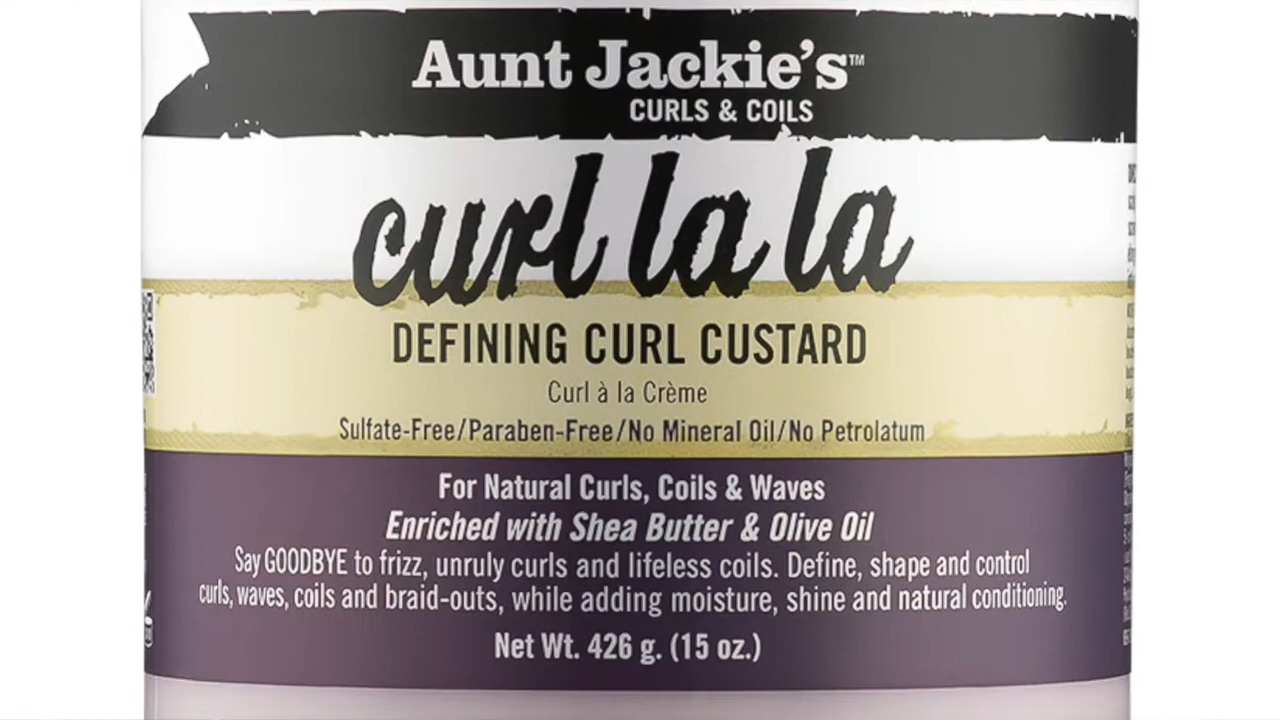 Aunt Jackie's™
CURLS & COILS
curl la la
DEFINING CURL CUSTARD
Curl à la Crème
Sulfate-Free/Paraben-Free/No Mineral Oil/No Petrolatum
For Natural Curls, Coils & Waves
Enriched with Shea Butter & Olive Oil
Say GOODBYE to frizz, unruly curls and lifeless coils. Define, shape and control
curls, waves, coils and braid-outs, while adding moisture, shine and natural conditioning.
Net Wt. 426 g. (15 oz.)